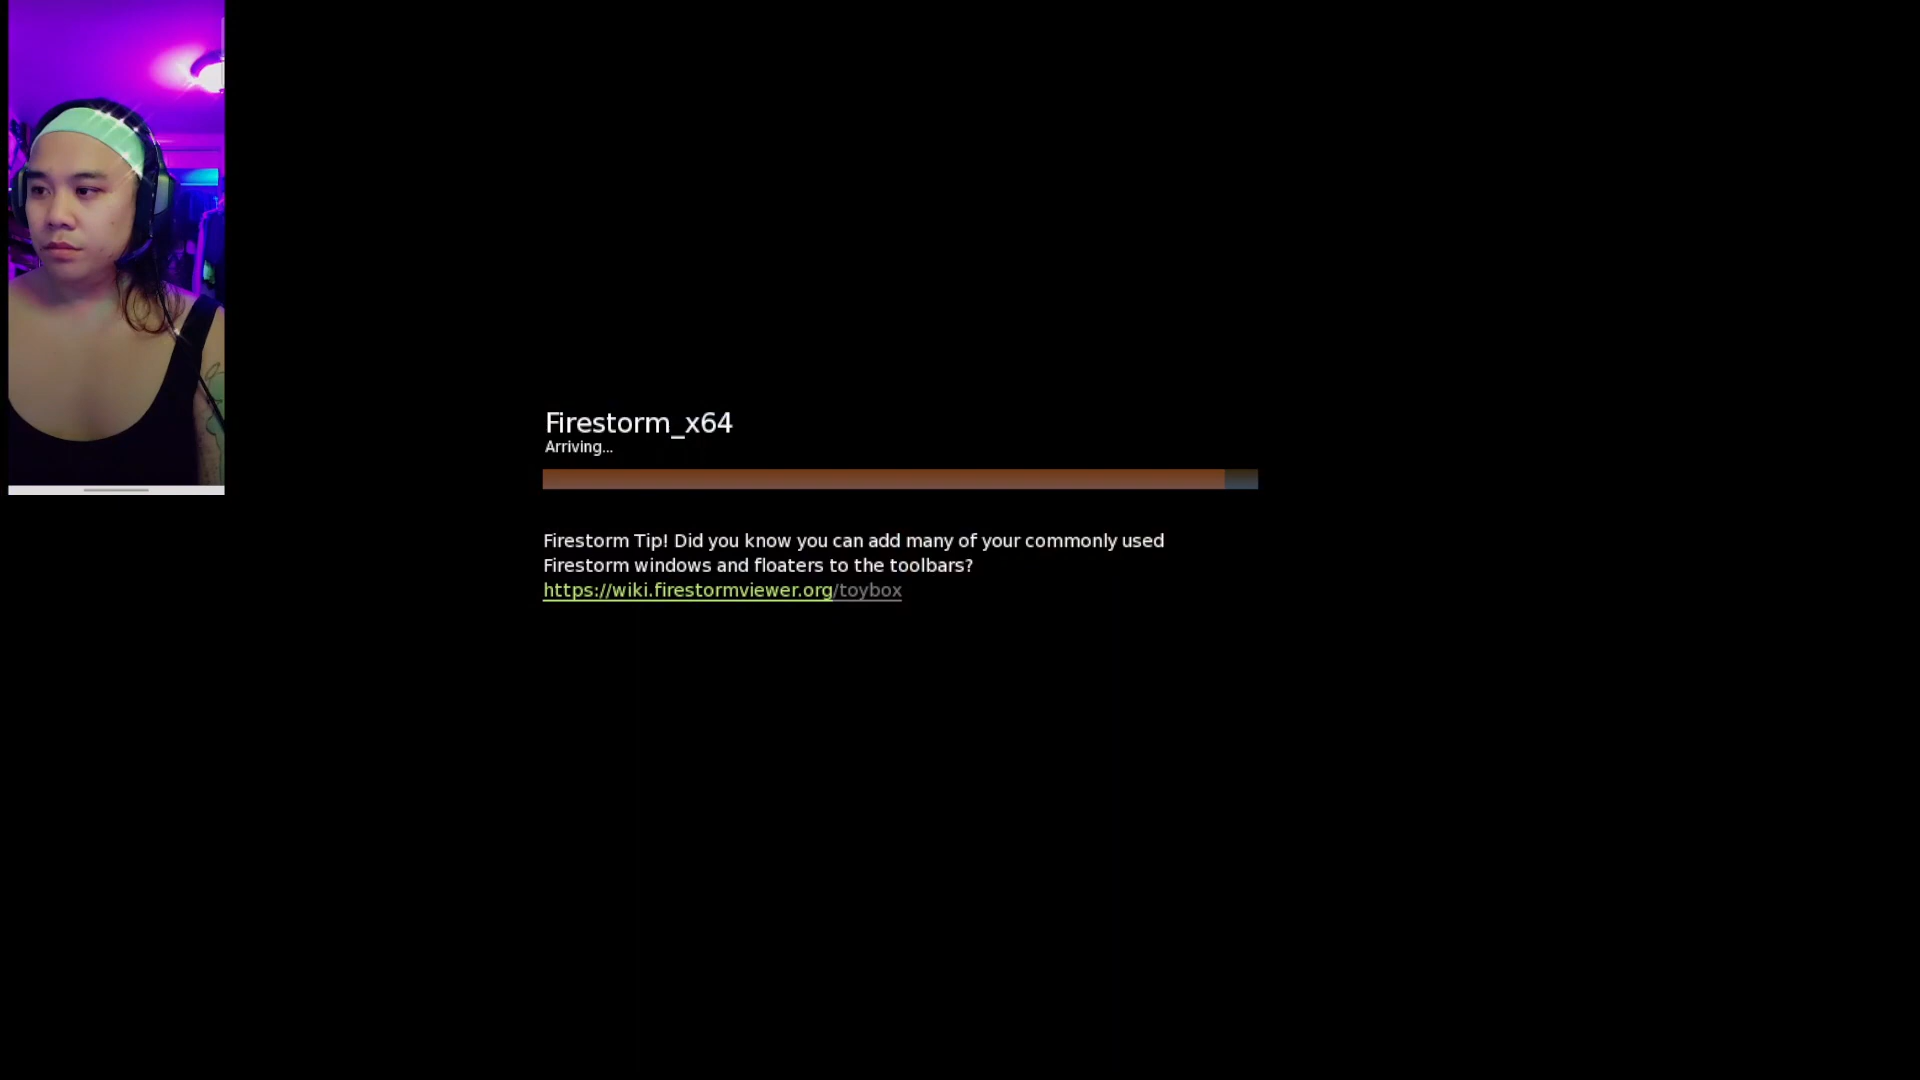 Firestorm_x64
Arriving...
Firestorm Tip! Did you know you can add many of your commonly used
Firestorm windows and floaters to the toolbars?
https://wiki.firestormviewer.org/toybox